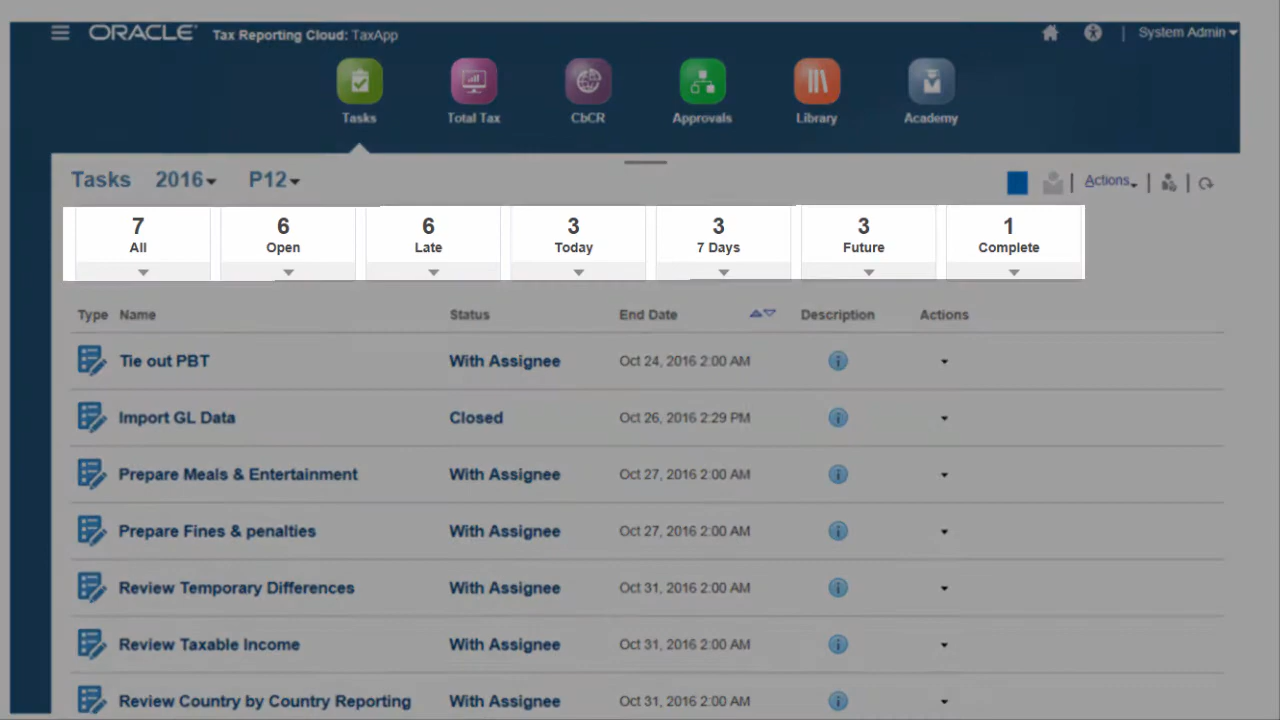 ORACLE® Tax Reporting Cloud: TaxApp | System Admin
Tasks Total Tax CbCR Approvals Library Academy
Tasks 2016 P12 | Actions | |
7 6 6 3 3 3 1
All Open Late Today 7 Days Future Complete
Type Name Status End Date Description Actions
Tie out PBT With Assignee Oct 24, 2016 2:00 AM
Import GL Data Closed Oct 26, 2016 2:29 PM
Prepare Meals & Entertainment With Assignee Oct 27, 2016 2:00 AM
Prepare Fines & penalties With Assignee Oct 27, 2016 2:00 AM
Review Temporary Differences With Assignee Oct 31, 2016 2:00 AM
Review Taxable Income With Assignee Oct 31, 2016 2:00 AM
Review Country by Country Reporting With Assignee Oct 31, 2016 2:00 AM